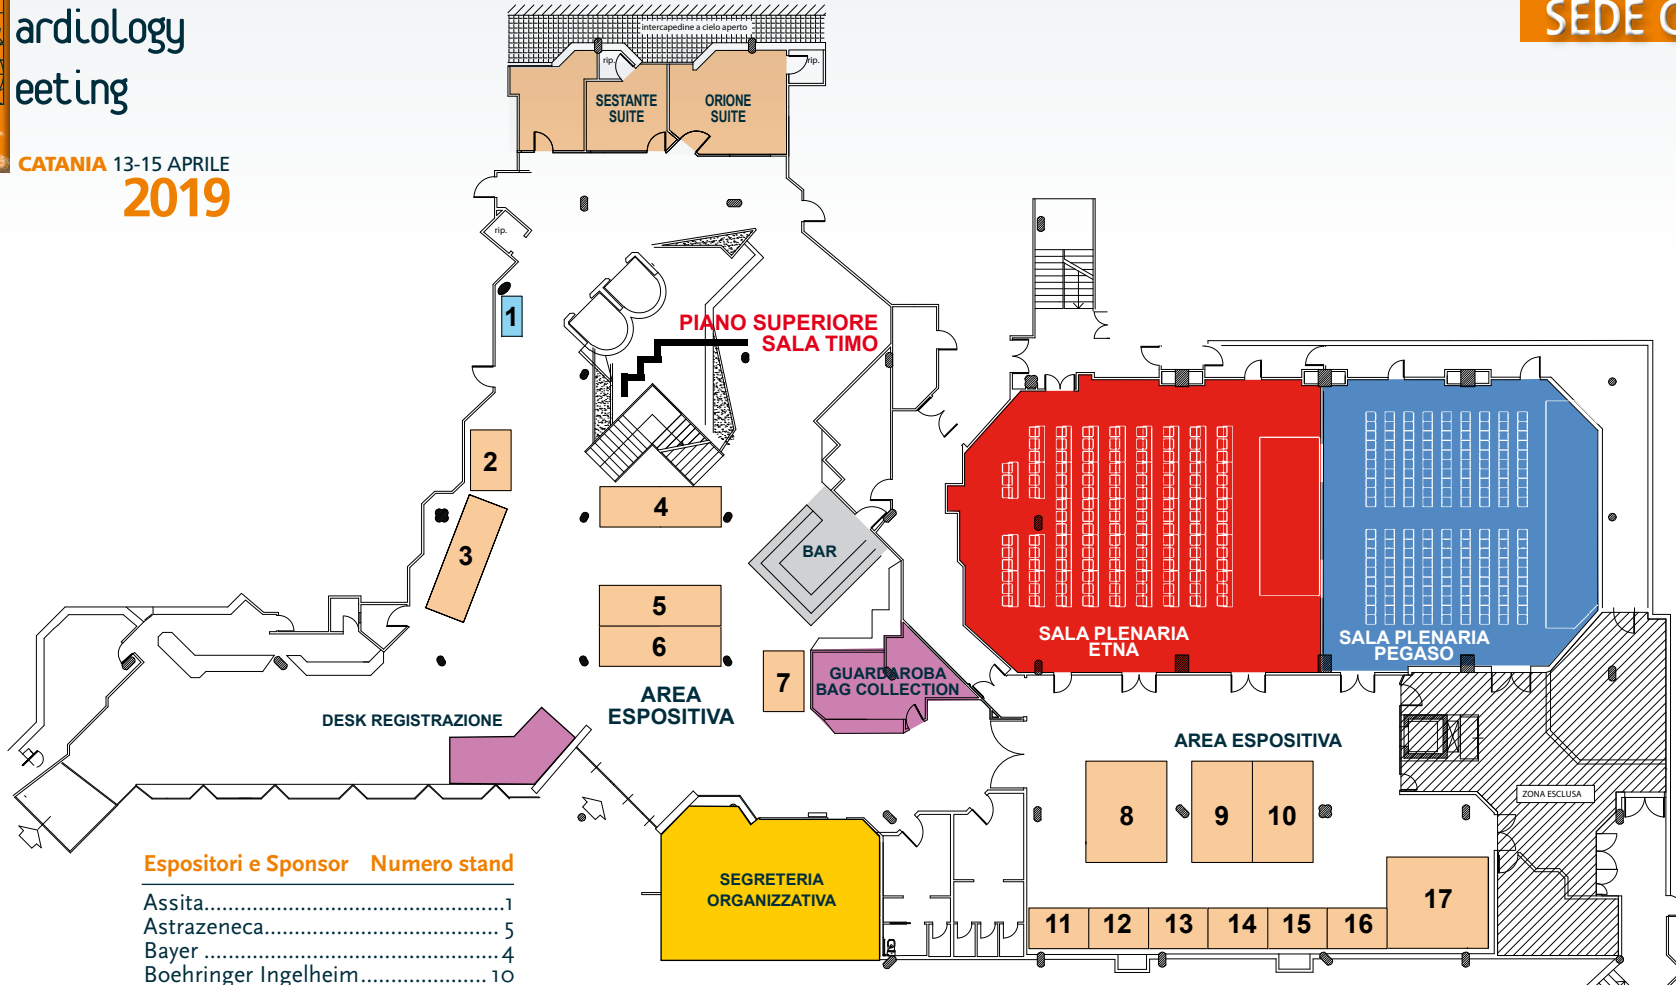 ardiology
eeting
CATANIA 13-15 APRILE
2019
SEDE C
intercapedine a cielo aperto
rip.
rip.
SESTANTE
SUITE
ORIONE
SUITE
rip.
1
PIANO SUPERIORE
SALA TIMO
2
3
4
BAR
5
6
7
GUARDAROBA
BAG COLLECTION
AREA
ESPOSITIVA
DESK REGISTRAZIONE
SALA PLENARIA
ETNA
SALA PLENARIA
PEGASO
AREA ESPOSITIVA
ZONA ESCLUSA
8
9
10
11
12
13
14
15
16
17
SEGRETERIA
ORGANIZZATIVA
Espositori e Sponsor Numero stand
Assita..........................................1
Astrazeneca................................ 5
Bayer ......................................... 4
Boehringer Ingelheim.................. 10